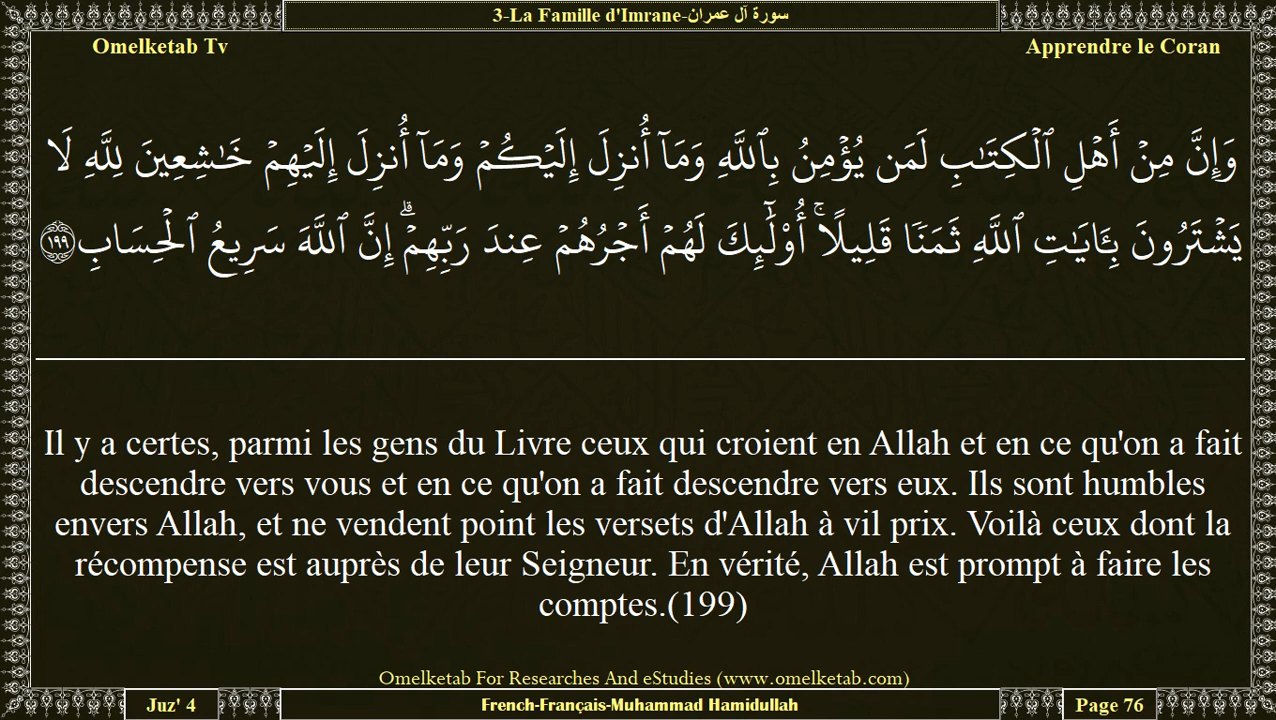 3-La Famille d'Imrane-سورة آل عمران
Omelketab Tv
Apprendre le Coran
وَإِنَّ مِنۡ أَهۡلِ ٱلۡكِتَٰبِ لَمَن يُؤۡمِنُ بِٱللَّهِ وَمَآ أُنزِلَ إِلَيۡكُمۡ وَمَآ أُنزِلَ إِلَيۡهِمۡ خَٰشِعِينَ لِلَّهِ لَا
يَشۡتَرُونَ بِـَٔايَٰتِ ٱللَّهِ ثَمَنٗا قَلِيلًاۚ أُوْلَٰٓئِكَ لَهُمۡ أَجۡرُهُمۡ عِندَ رَبِّهِمۡۗ إِنَّ ٱللَّهَ سَرِيعُ ٱلۡحِسَابِ ١٩٩
Il y a certes, parmi les gens du Livre ceux qui croient en Allah et en ce qu'on a fait
descendre vers vous et en ce qu'on a fait descendre vers eux. Ils sont humbles
envers Allah, et ne vendent point les versets d'Allah à vil prix. Voilà ceux dont la
récompense est auprès de leur Seigneur. En vérité, Allah est prompt à faire les
comptes.(199)
Omelketab For Researches And eStudies (www.omelketab.com)
Juz' 4
French-Français-Muhammad Hamidullah
Page 76